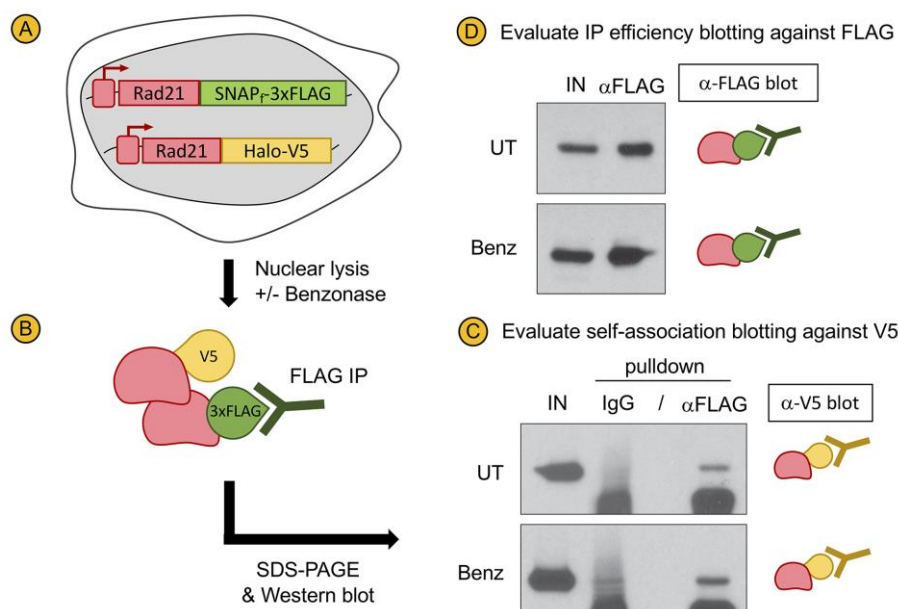 A
Rad21
SNAPf-3xFLAG
Rad21
Halo-V5
Nuclear lysis
+/- Benzonase
B
V5
3xFLAG
FLAG IP
SDS-PAGE
& Western blot
D Evaluate IP efficiency blotting against FLAG
IN αFLAG
α-FLAG blot
UT
Benz
C Evaluate self-association blotting against V5
pulldown
IN IgG / αFLAG
α-V5 blot
UT
Benz